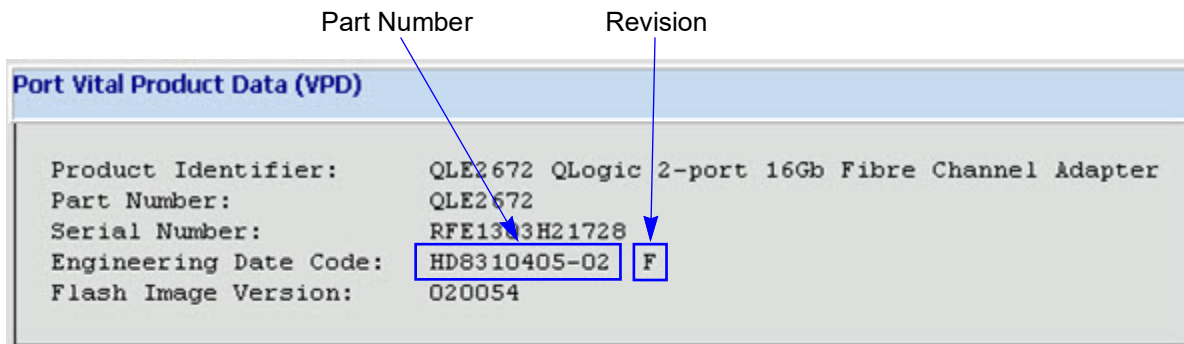 Part Number Revision
Port Vital Product Data (VPD)
Product Identifier: QLE2672 QLogic 2-port 16Gb Fibre Channel Adapter
Part Number: QLE2672
Serial Number: RFE1303H21728
Engineering Date Code: HD8310405-02 F
Flash Image Version: 020054